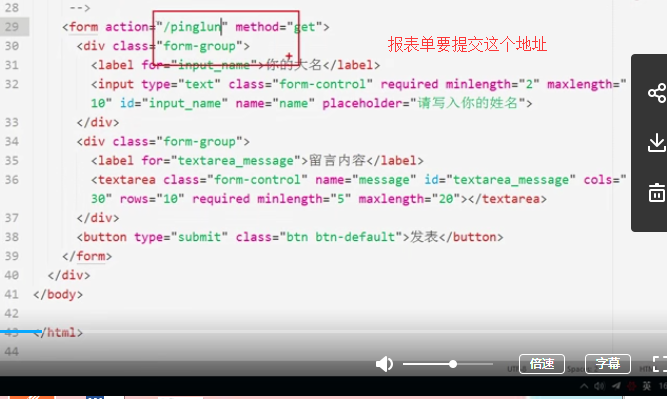 28 -->
29 <form action="/pinglun" method="get">
报表单要提交这个地址
30 <div class="form-group">
31 <label for="input_name">你的大名</label>
32 <input type="text" class="form-control" required minlength="2" maxlength="
10" id="input_name" name="name" placeholder="请写入你的姓名">
33 </div>
34 <div class="form-group">
35 <label for="textarea_message">留言内容</label>
36 <textarea class="form-control" name="message" id="textarea_message" cols="
30" rows="10" required minlength="5" maxlength="20"></textarea>
37 </div>
38 <button type="submit" class="btn btn-default">发表</button>
39 </form>
40 </div>
41 </body>
42
43 </html>
44
倍速
字幕
英